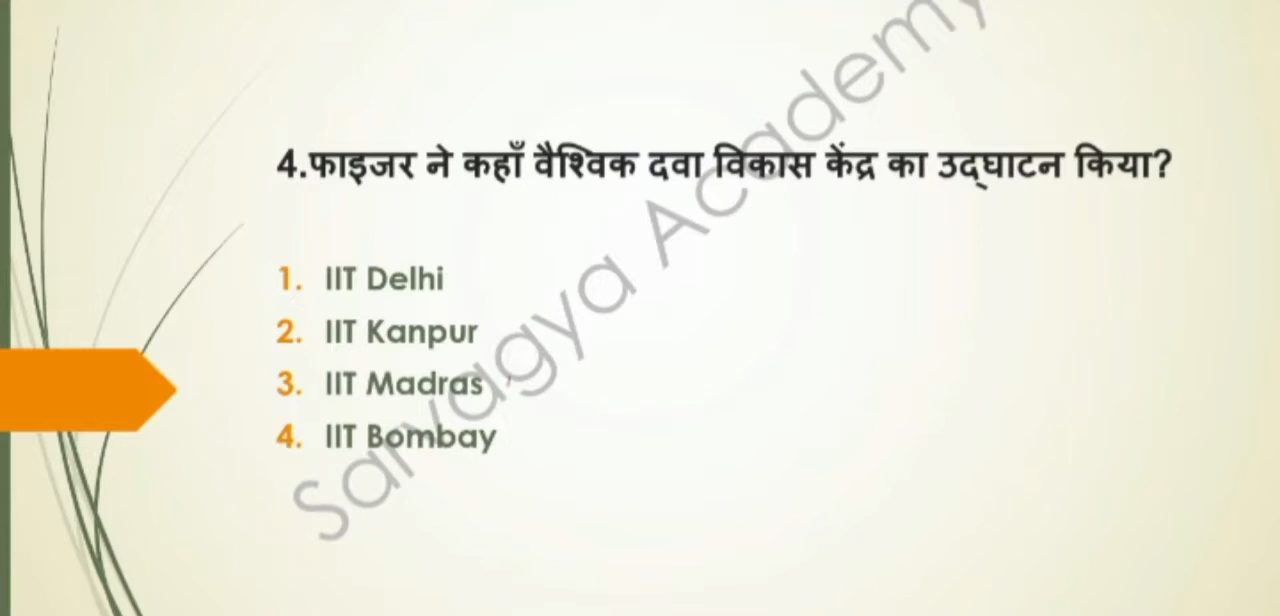 4.फाइजर ने कहाँ वैश्विक दवा विकास केंद्र का उद्घाटन किया?
1. IIT Delhi
2. IIT Kanpur
3. IIT Madras
4. IIT Bombay
Sarvagya Academy